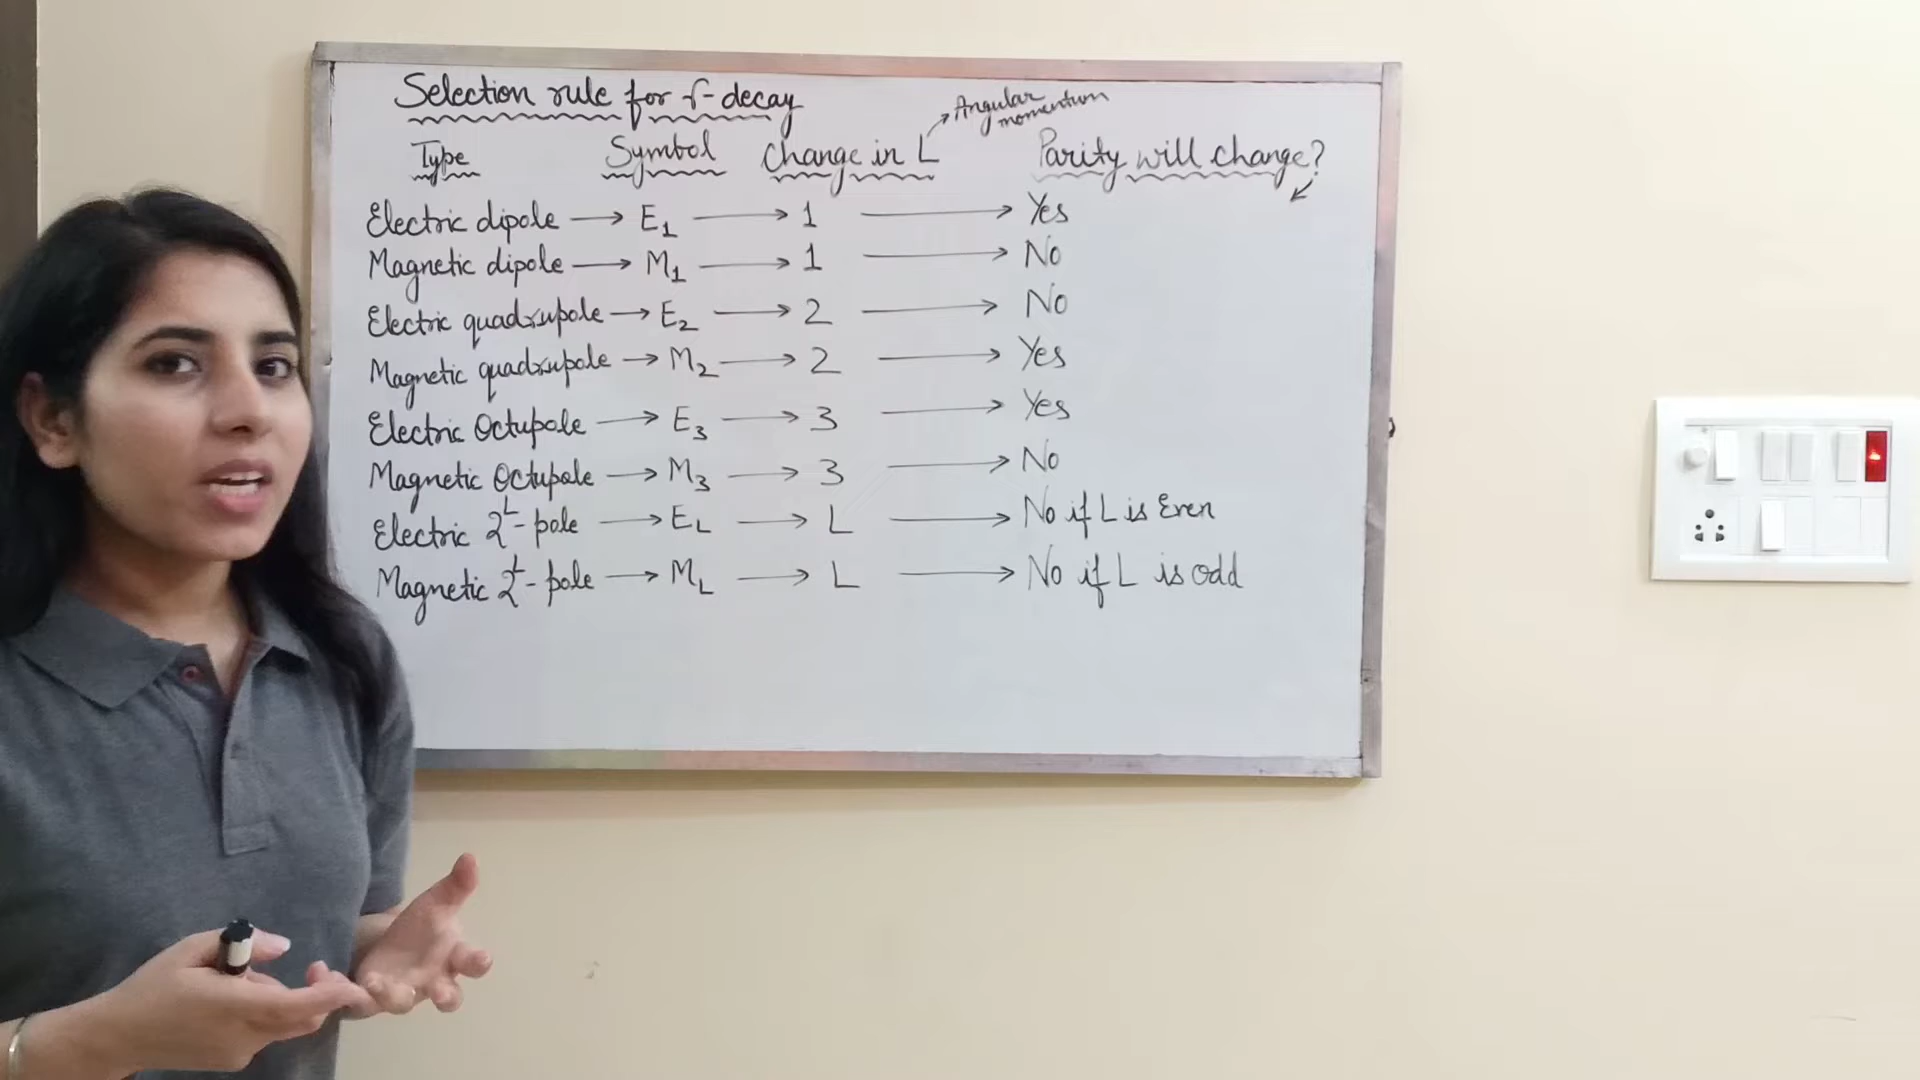 Selection rule for γ-decay
Angular momentum
Type Symbol Change in L Parity will change?
Electric dipole → E₁ → 1 → Yes
Magnetic dipole → M₁ → 1 → No
Electric quadrupole → E₂ → 2 → No
Magnetic quadrupole → M₂ → 2 → Yes
Electric Octupole → E₃ → 3 → Yes
Magnetic Octupole → M₃ → 3 → No
Electric 2ᴸ-pole → E_L → L → No if L is Even
Magnetic 2ᴸ-pole → M_L → L → No if L is odd